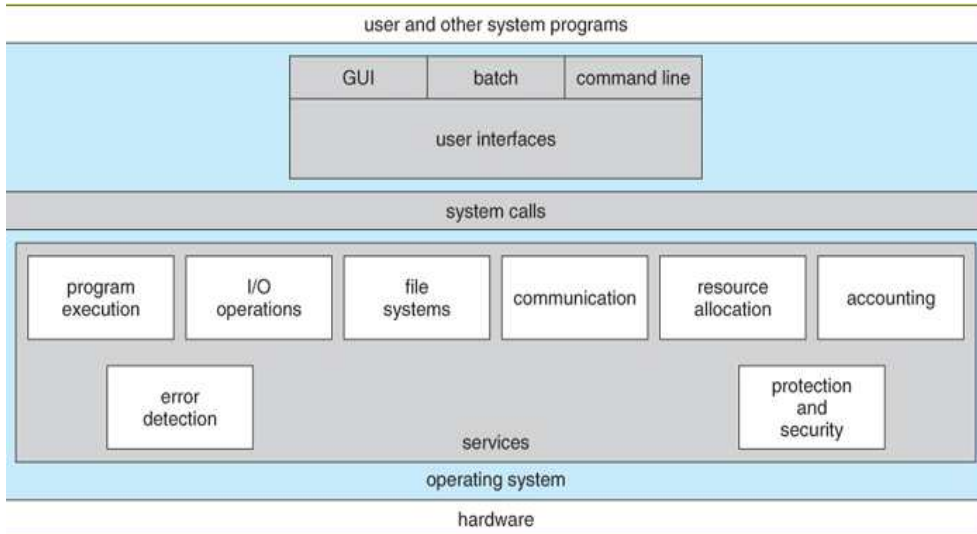 user and other system programs
GUI
batch
command line
user interfaces
system calls
program
execution
I/O
operations
file
systems
communication
resource
allocation
accounting
error
detection
protection
and
security
services
operating system
hardware